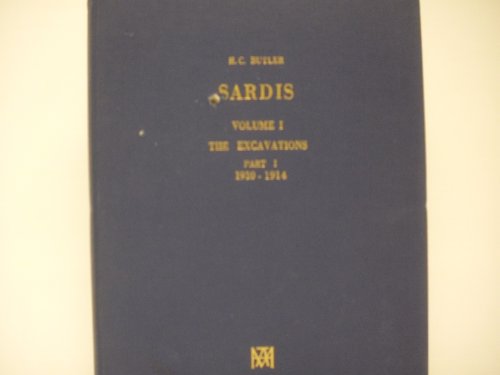 H. C. BUTLER
SARDIS
VOLUME I
THE EXCAVATIONS
PART I
1910 - 1914